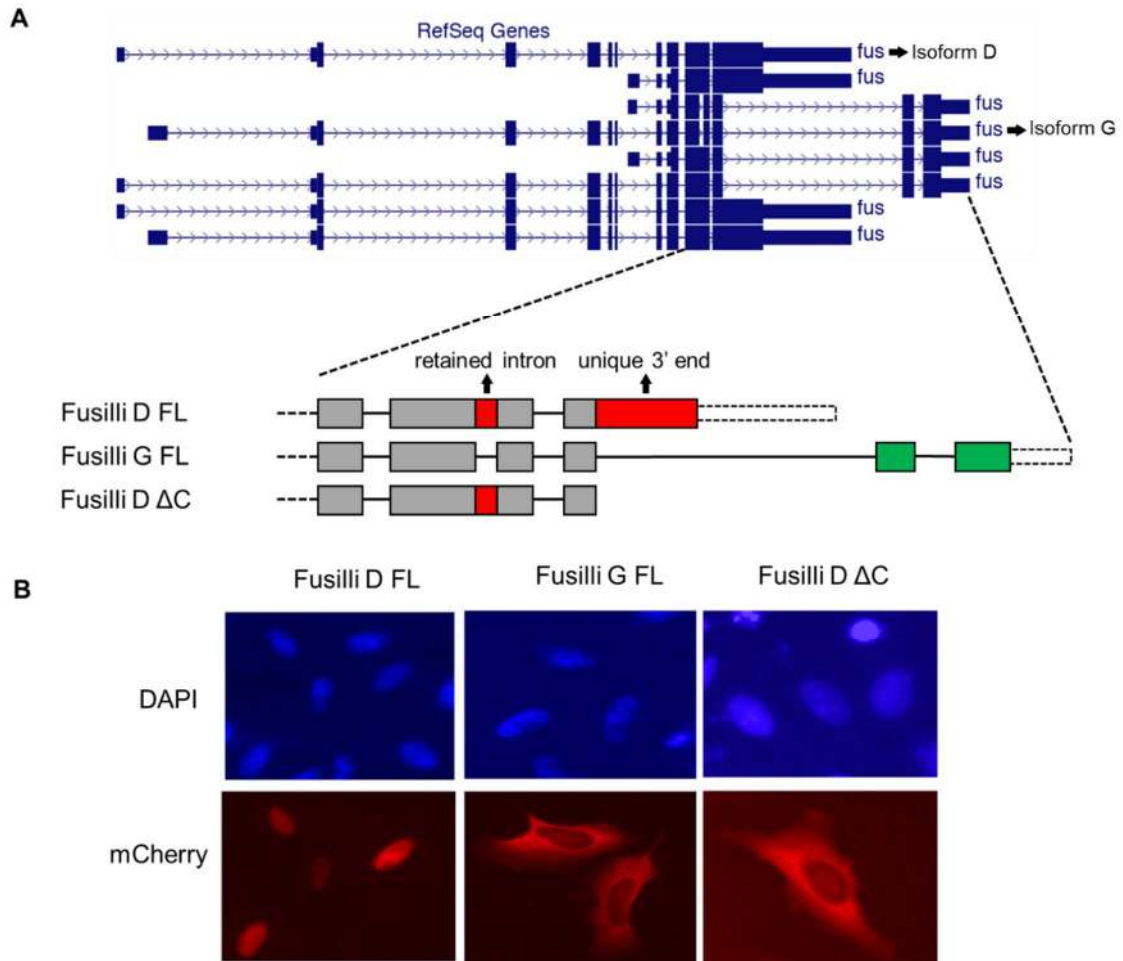 A
RefSeq Genes
fus Isoform D
fus
fus
fus Isoform G
fus
fus
fus
fus
retained intron unique 3' end
Fusilli D FL
Fusilli G FL
Fusilli D ΔC
B
Fusilli D FL Fusilli G FL Fusilli D ΔC
DAPI
mCherry